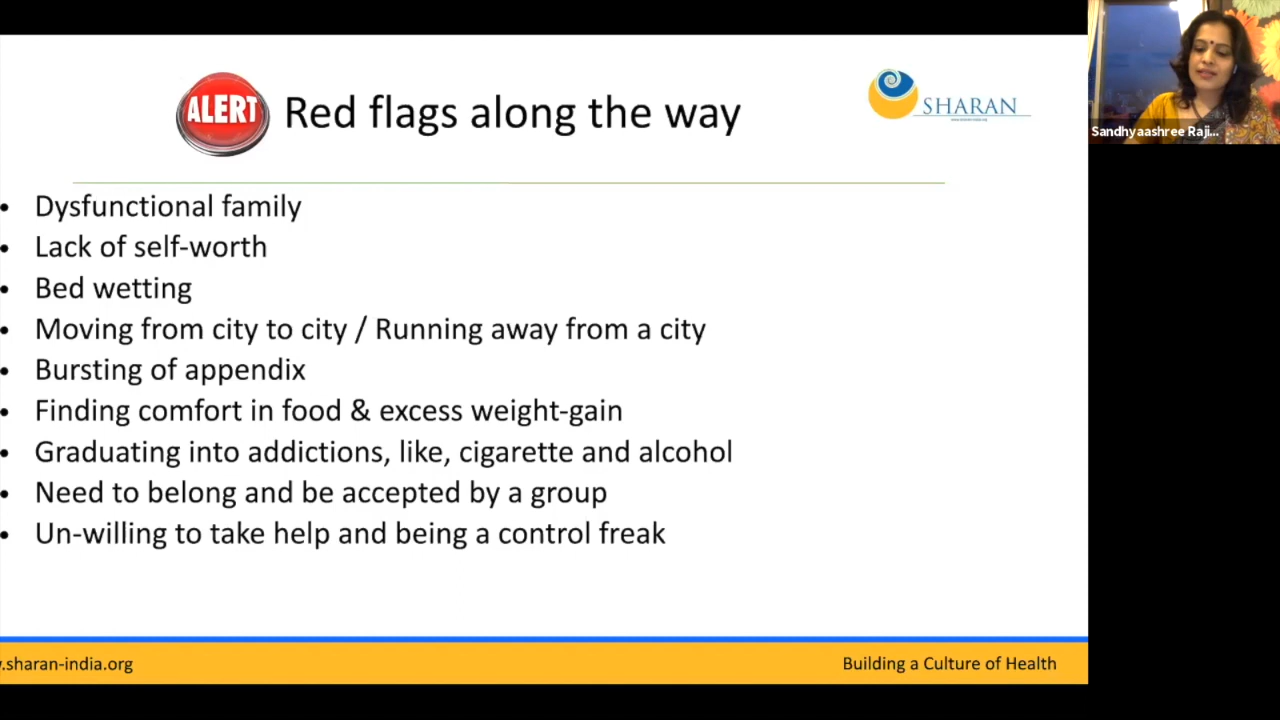 ALERT
Red flags along the way
SHARAN
Sandhyaashree Raji...
• Dysfunctional family
• Lack of self-worth
• Bed wetting
• Moving from city to city / Running away from a city
• Bursting of appendix
• Finding comfort in food & excess weight-gain
• Graduating into addictions, like, cigarette and alcohol
• Need to belong and be accepted by a group
• Un-willing to take help and being a control freak
.sharan-india.org
Building a Culture of Health